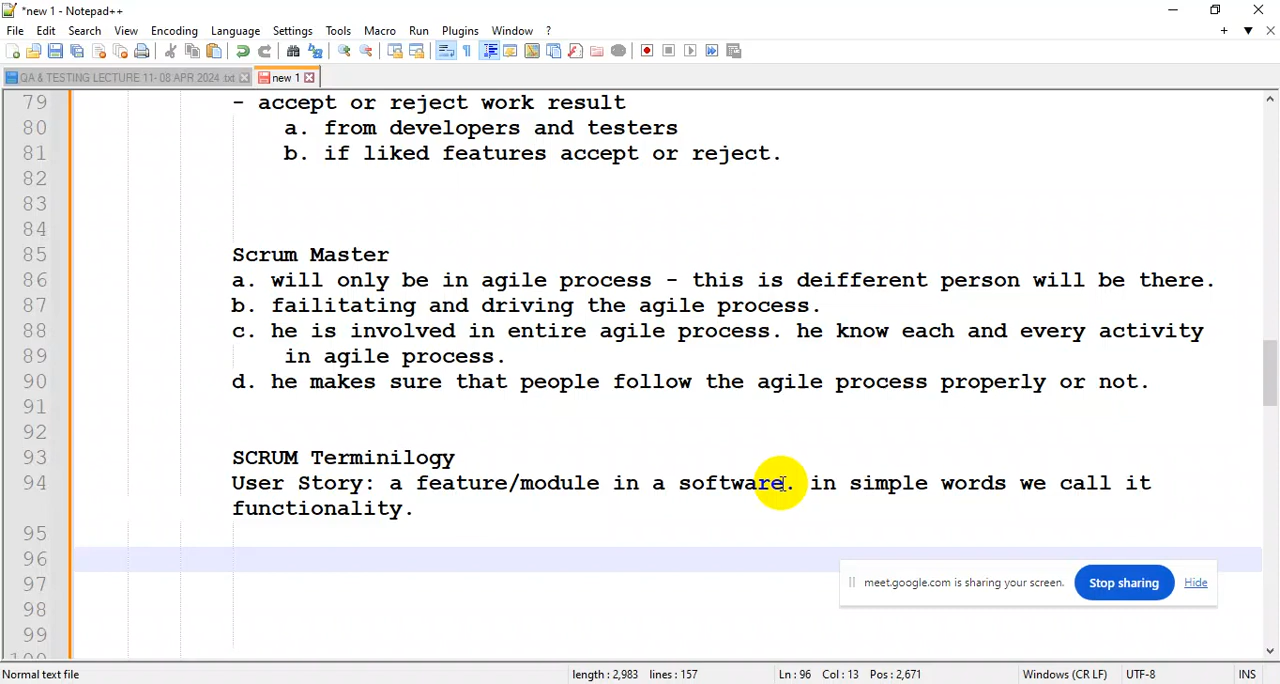 *new 1 - Notepad++
File Edit Search View Encoding Language Settings Tools Macro Run Plugins Window ?
QA & TESTING LECTURE 11- 08 APR 2024 .txt new 1
79 - accept or reject work result
80 a. from developers and testers
81 b. if liked features accept or reject.
82
83
84
85 Scrum Master
86 a. will only be in agile process - this is deifferent person will be there.
87 b. failitating and driving the agile process.
88 c. he is involved in entire agile process. he know each and every activity
89 in agile process.
90 d. he makes sure that people follow the agile process properly or not.
91
92
93 SCRUM Terminilogy
94 User Story: a feature/module in a software. in simple words we call it
functionality.
95
96
97
meet.google.com is sharing your screen. Stop sharing Hide
98
99
100
Normal text file length : 2,983 lines : 157 Ln : 96 Col : 13 Pos : 2,671 Windows (CR LF) UTF-8 INS